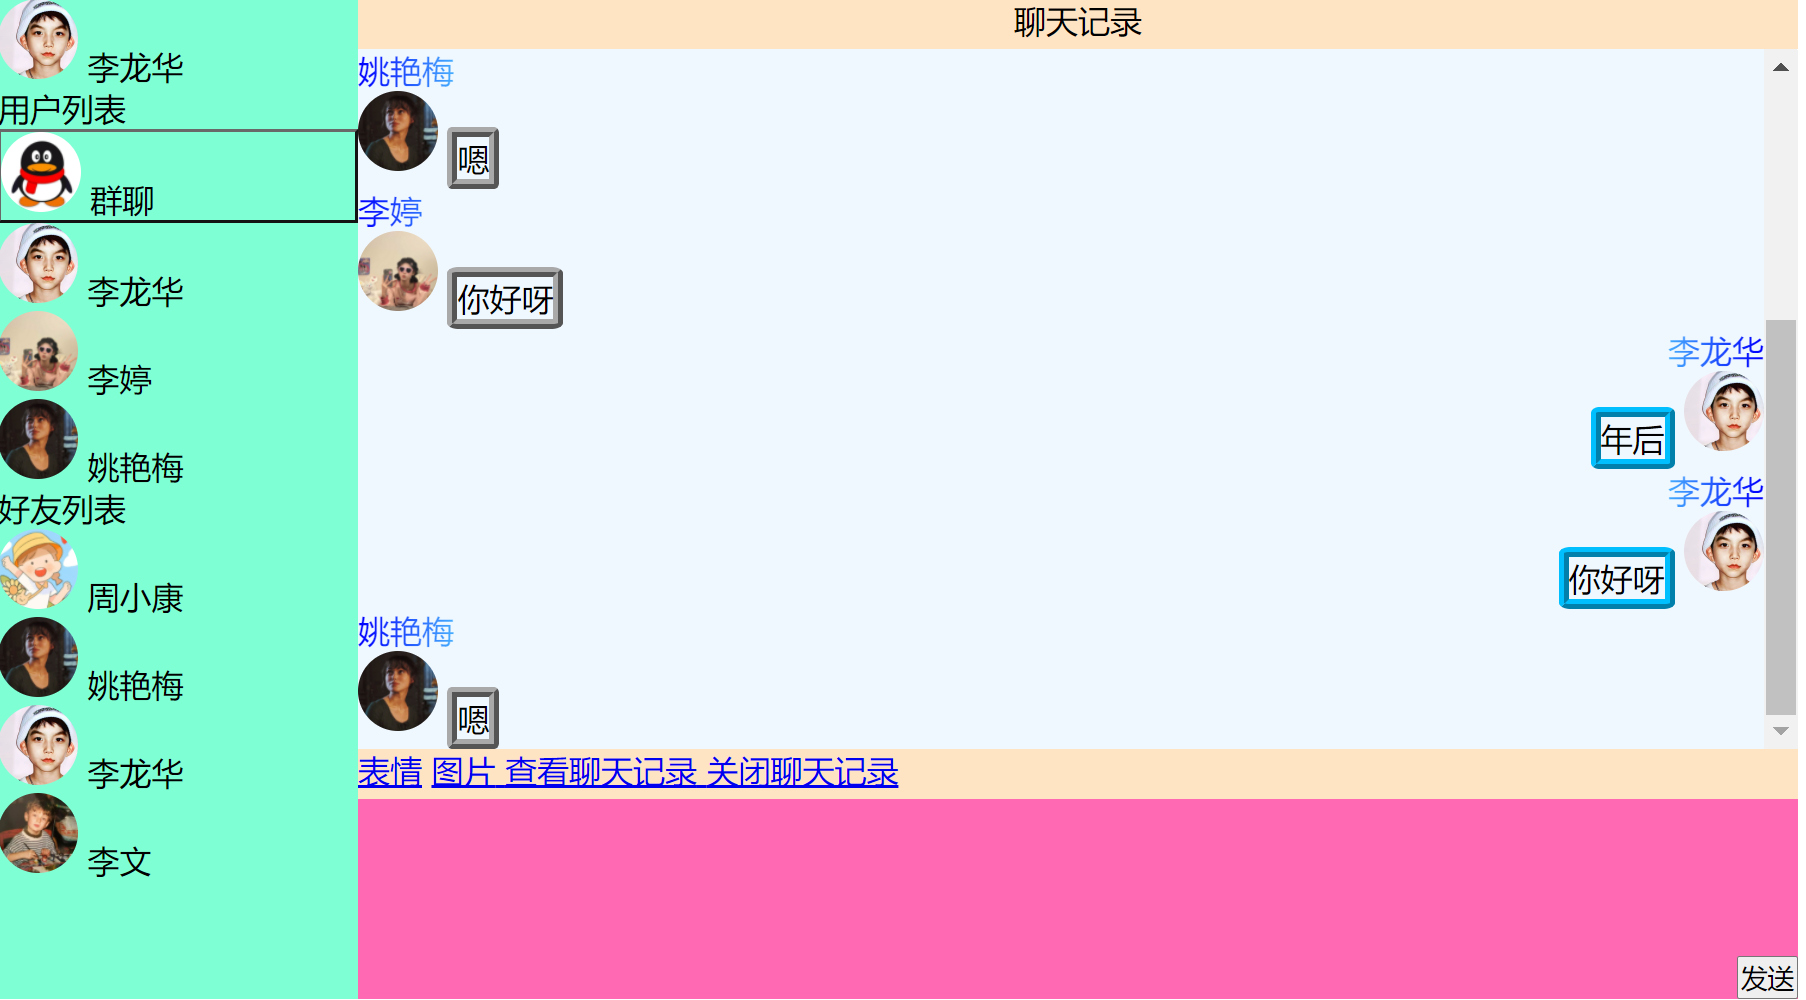 李龙华
用户列表
群聊
李龙华
李婷
姚艳梅
好友列表
周小康
姚艳梅
李龙华
李文
聊天记录
姚艳梅
嗯
李婷
你好呀
李龙华
年后
李龙华
你好呀
姚艳梅
嗯
表情 图片 查看聊天记录 关闭聊天记录
发送